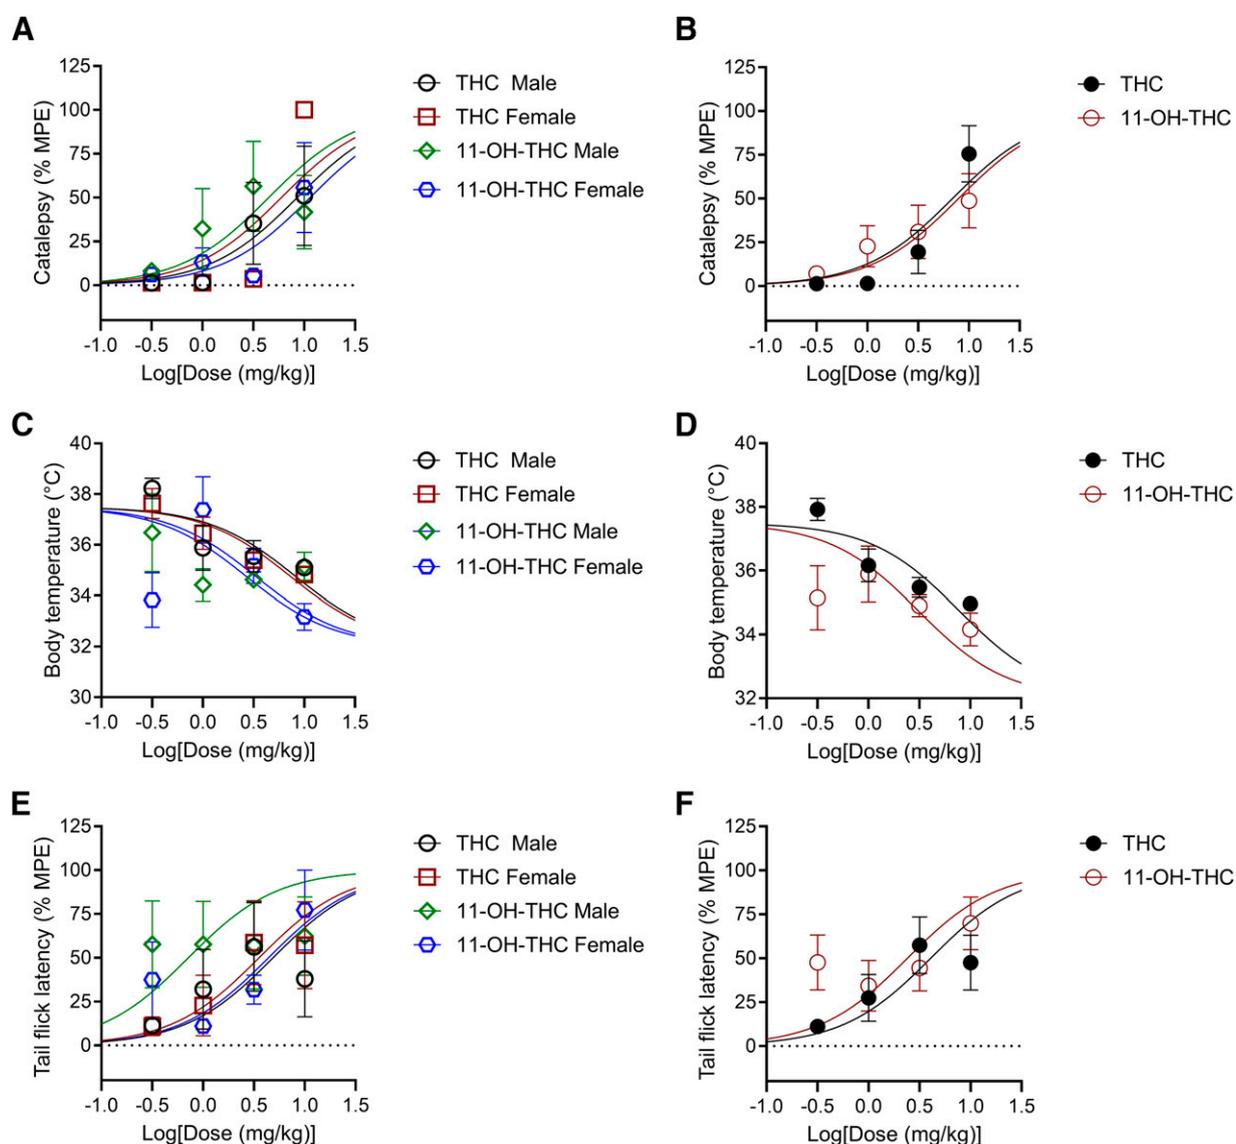 A
Catalepsy (% MPE)
125
100
75
50
25
0
-1.0 -0.5 0.0 0.5 1.0 1.5
Log[Dose (mg/kg)]
THC Male
THC Female
11-OH-THC Male
11-OH-THC Female
B
Catalepsy (% MPE)
125
100
75
50
25
0
-1.0 -0.5 0.0 0.5 1.0 1.5
Log[Dose (mg/kg)]
THC
11-OH-THC
C
Body temperature (°C)
40
38
36
34
32
30
-1.0 -0.5 0.0 0.5 1.0 1.5
Log[Dose (mg/kg)]
THC Male
THC Female
11-OH-THC Male
11-OH-THC Female
D
Body temperature (°C)
40
38
36
34
32
-1.0 -0.5 0.0 0.5 1.0 1.5
Log[Dose (mg/kg)]
THC
11-OH-THC
E
Tail flick latency (% MPE)
125
100
75
50
25
0
-1.0 -0.5 0.0 0.5 1.0 1.5
Log[Dose (mg/kg)]
THC Male
THC Female
11-OH-THC Male
11-OH-THC Female
F
Tail flick latency (% MPE)
125
100
75
50
25
0
-1.0 -0.5 0.0 0.5 1.0 1.5
Log[Dose (mg/kg)]
THC
11-OH-THC